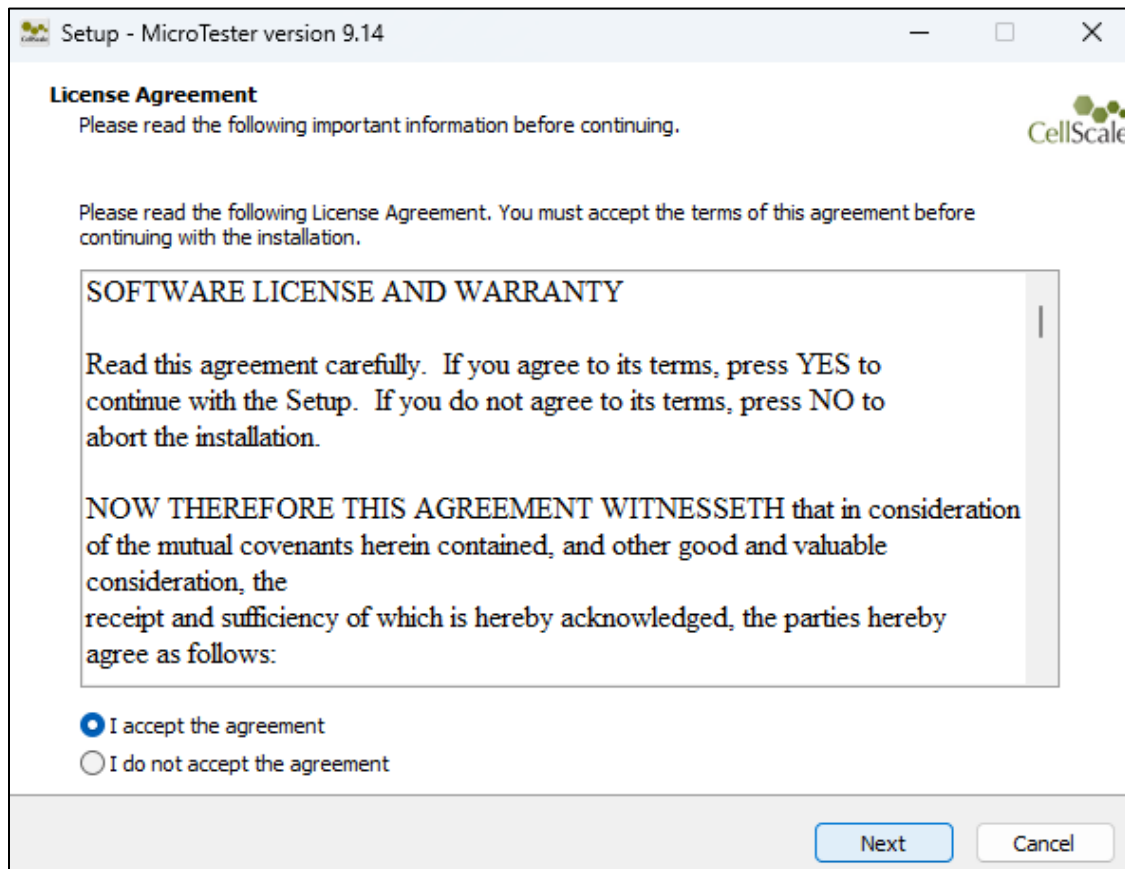 Setup - MicroTester version 9.14
License Agreement
Please read the following important information before continuing.
CellScale
Please read the following License Agreement. You must accept the terms of this agreement before
continuing with the installation.
SOFTWARE LICENSE AND WARRANTY
Read this agreement carefully.  If you agree to its terms, press YES to
continue with the Setup.  If you do not agree to its terms, press NO to
abort the installation.
NOW THEREFORE THIS AGREEMENT WITNESSETH that in consideration
of the mutual covenants herein contained, and other good and valuable
consideration, the
receipt and sufficiency of which is hereby acknowledged, the parties hereby
agree as follows:
I accept the agreement
I do not accept the agreement
Next
Cancel